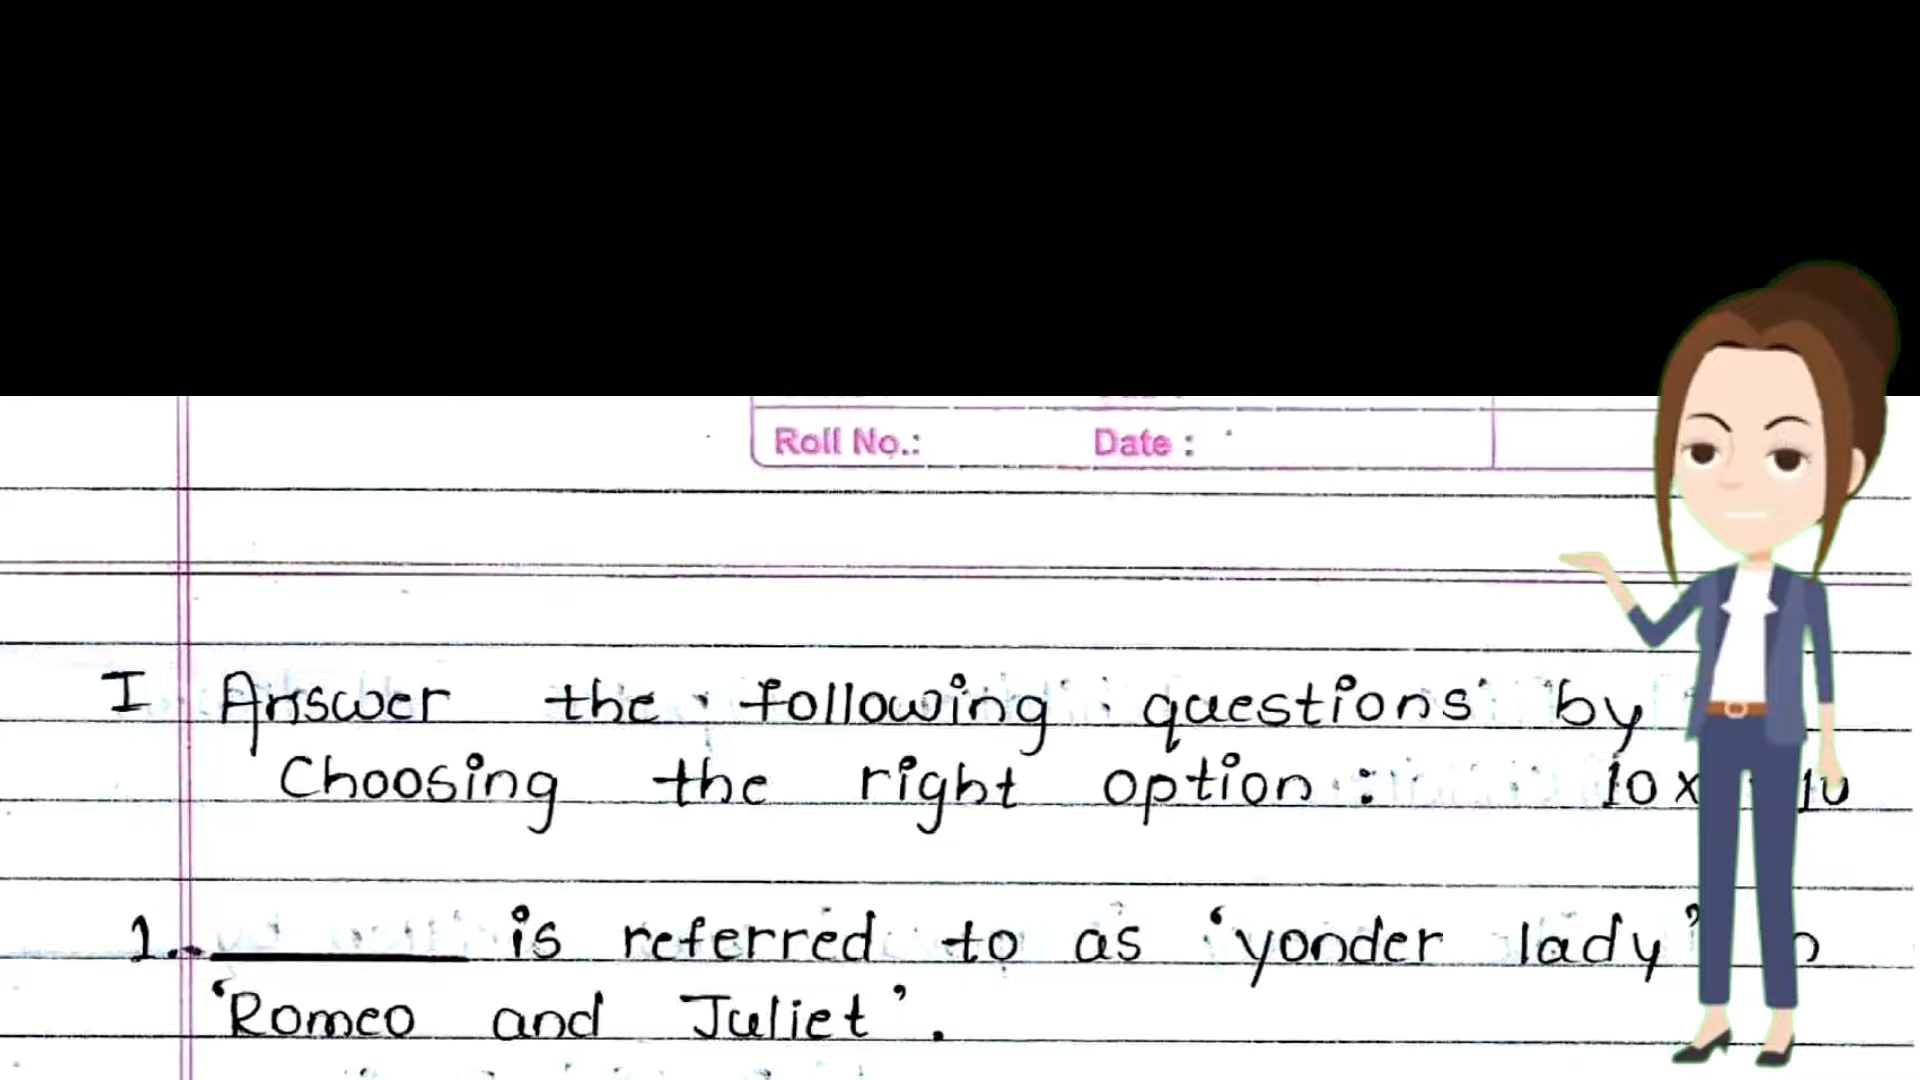 Roll No.: Date :
I Answer the following questions by
Choosing the right option : 10 x 10
1. is referred to as ‘yonder lady’
‘Romeo and Juliet’.